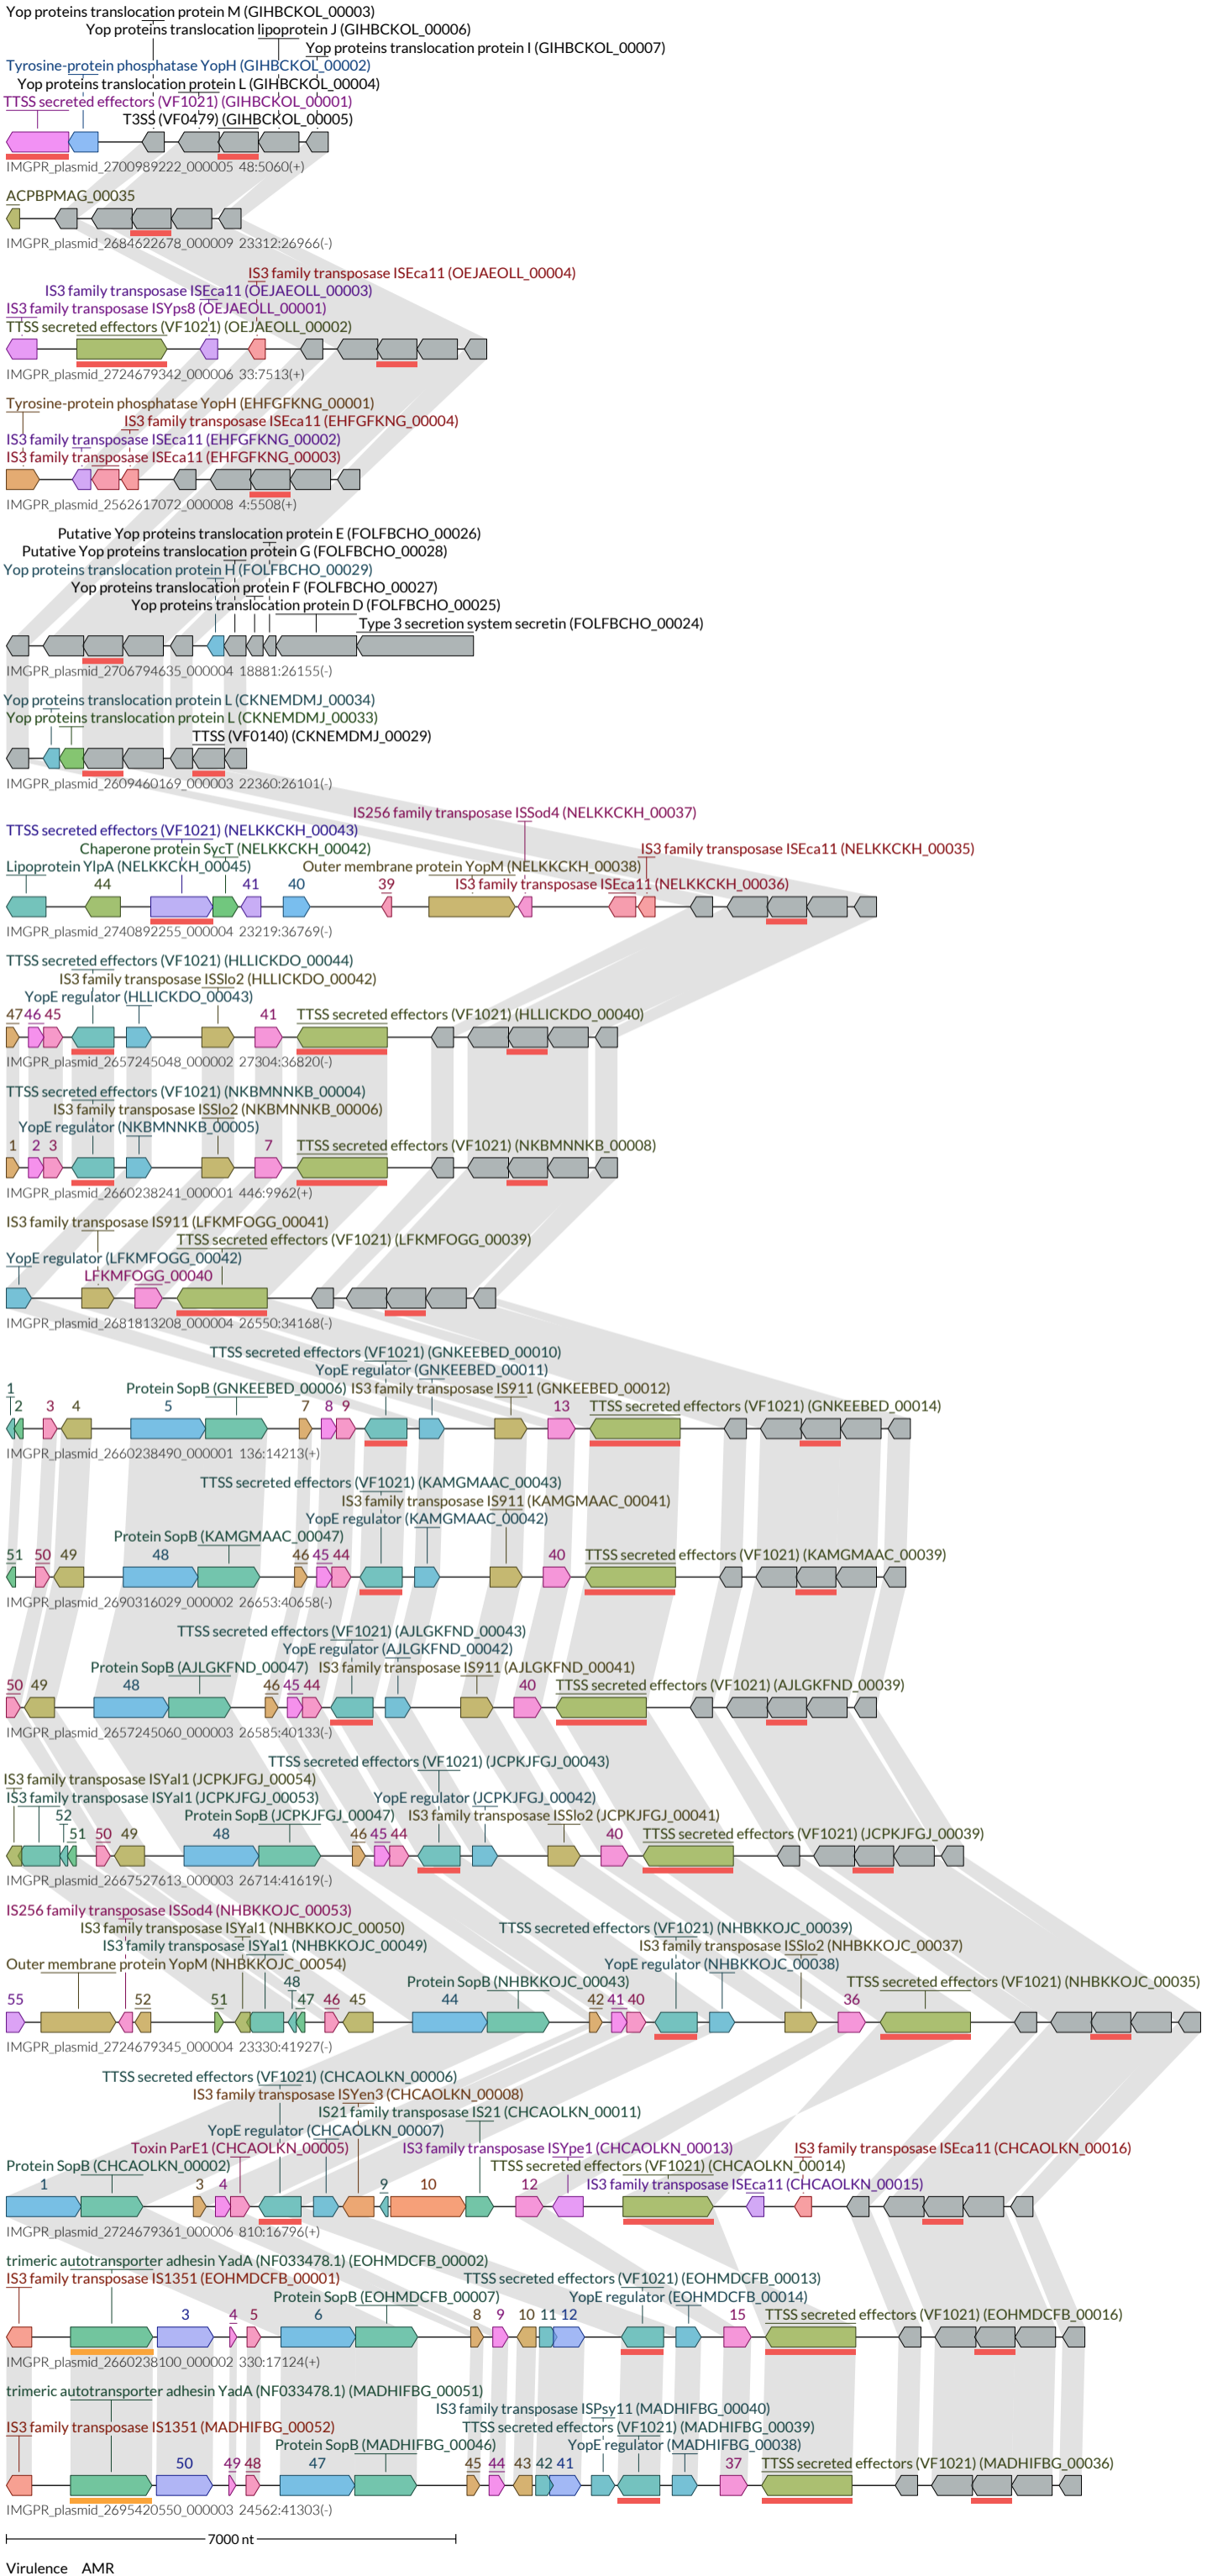 Yop proteins translocation protein M (GIHBCKOL_00003)
Yop proteins translocation lipoprotein J (GIHBCKOL_00006)
Yop proteins translocation protein I (GIHBCKOL_00007)
Tyrosine-protein phosphatase YopH (GIHBCKOL_00002)
Yop proteins translocation protein L (GIHBCKOL_00004)
TTSS secreted effectors (VF1021) (GIHBCKOL_00001)
T3SS (VF0479) (GIHBCKOL_00005)
IMGPR_plasmid_2700989222_000005 48:5060(+)
ACPBPMAG_00035
IMGPR_plasmid_2684622678_000009 23312:26966(-)
IS3 family transposase ISEca11 (OEJAEOLL_00004)
IS3 family transposase ISEca11 (OEJAEOLL_00003)
IS3 family transposase ISYps8 (OEJAEOLL_00001)
TTSS secreted effectors (VF1021) (OEJAEOLL_00002)
IMGPR_plasmid_2724679342_000006 33:7513(+)
Tyrosine-protein phosphatase YopH (EHFGFKNG_00001)
IS3 family transposase ISEca11 (EHFGFKNG_00004)
IS3 family transposase ISEca11 (EHFGFKNG_00002)
IS3 family transposase ISEca11 (EHFGFKNG_00003)
IMGPR_plasmid_2562617072_000008 4:5508(+)
Putative Yop proteins translocation protein E (FOLFBCHO_00026)
Putative Yop proteins translocation protein G (FOLFBCHO_00028)
Yop proteins translocation protein H (FOLFBCHO_00029)
Yop proteins translocation protein F (FOLFBCHO_00027)
Yop proteins translocation protein D (FOLFBCHO_00025)
Type 3 secretion system secretin (FOLFBCHO_00024)
IMGPR_plasmid_2706794635_000004 18881:26155(-)
Yop proteins translocation protein L (CKNEMDMJ_00034)
Yop proteins translocation protein L (CKNEMDMJ_00033)
TTSS (VF0140) (CKNEMDMJ_00029)
IMGPR_plasmid_2609460169_000003 22360:26101(-)
IS256 family transposase ISSod4 (NELKKCKH_00037)
TTSS secreted effectors (VF1021) (NELKKCKH_00043)
Chaperone protein SycT (NELKKCKH_00042) IS3 family transposase ISEca11 (NELKKCKH_00035)
Lipoprotein YlpA (NELKKCKH_00045) Outer membrane protein YopM (NELKKCKH_00038)
44 41 40 39 IS3 family transposase ISEca11 (NELKKCKH_00036)
IMGPR_plasmid_2740892255_000004 23219:36769(-)
TTSS secreted effectors (VF1021) (HLLICKDO_00044)
IS3 family transposase ISSlo2 (HLLICKDO_00042)
YopE regulator (HLLICKDO_00043)
47 46 45 41 TTSS secreted effectors (VF1021) (HLLICKDO_00040)
IMGPR_plasmid_2657245048_000002 27304:36820(-)
TTSS secreted effectors (VF1021) (NKBMNNKB_00004)
IS3 family transposase ISSlo2 (NKBMNNKB_00006)
YopE regulator (NKBMNNKB_00005)
1 2 3 7 TTSS secreted effectors (VF1021) (NKBMNNKB_00008)
IMGPR_plasmid_2660238241_000001 446:9962(+)
IS3 family transposase IS911 (LFKMFOGG_00041)
TTSS secreted effectors (VF1021) (LFKMFOGG_00039)
YopE regulator (LFKMFOGG_00042)
LFKMFOGG_00040
IMGPR_plasmid_2681813208_000004 26550:34168(-)
TTSS secreted effectors (VF1021) (GNKEEBED_00010)
YopE regulator (GNKEEBED_00011)
1 Protein SopB (GNKEEBED_00006) IS3 family transposase IS911 (GNKEEBED_00012)
2 3 4 5 7 8 9 13 TTSS secreted effectors (VF1021) (GNKEEBED_00014)
IMGPR_plasmid_2660238490_000001 136:14213(+)
TTSS secreted effectors (VF1021) (KAMGMAAC_00043)
IS3 family transposase IS911 (KAMGMAAC_00041)
YopE regulator (KAMGMAAC_00042)
Protein SopB (KAMGMAAC_00047)
51 50 49 48 46 45 44 40 TTSS secreted effectors (VF1021) (KAMGMAAC_00039)
IMGPR_plasmid_2690316029_000002 26653:40658(-)
TTSS secreted effectors (VF1021) (AJLGKFND_00043)
YopE regulator (AJLGKFND_00042)
Protein SopB (AJLGKFND_00047) IS3 family transposase IS911 (AJLGKFND_00041)
50 49 48 46 45 44 40 TTSS secreted effectors (VF1021) (AJLGKFND_00039)
IMGPR_plasmid_2657245060_000003 26585:40133(-)
TTSS secreted effectors (VF1021) (JCPKJFGJ_00043)
IS3 family transposase ISYal1 (JCPKJFGJ_00054)
IS3 family transposase ISYal1 (JCPKJFGJ_00053) YopE regulator (JCPKJFGJ_00042)
52 Protein SopB (JCPKJFGJ_00047) IS3 family transposase ISSlo2 (JCPKJFGJ_00041)
51 50 49 48 46 45 44 40 TTSS secreted effectors (VF1021) (JCPKJFGJ_00039)
IMGPR_plasmid_2667527613_000003 26714:41619(-)
IS256 family transposase ISSod4 (NHBKKOJC_00053)
IS3 family transposase ISYal1 (NHBKKOJC_00050) TTSS secreted effectors (VF1021) (NHBKKOJC_00039)
IS3 family transposase ISYal1 (NHBKKOJC_00049) IS3 family transposase ISSlo2 (NHBKKOJC_00037)
Outer membrane protein YopM (NHBKKOJC_00054) YopE regulator (NHBKKOJC_00038)
48 Protein SopB (NHBKKOJC_00043) TTSS secreted effectors (VF1021) (NHBKKOJC_00035)
55 52 51 47 46 45 44 42 41 40 36
IMGPR_plasmid_2724679345_000004 23330:41927(-)
TTSS secreted effectors (VF1021) (CHCAOLKN_00006)
IS3 family transposase ISYen3 (CHCAOLKN_00008)
IS21 family transposase IS21 (CHCAOLKN_00011)
YopE regulator (CHCAOLKN_00007)
Toxin ParE1 (CHCAOLKN_00005) IS3 family transposase ISYpe1 (CHCAOLKN_00013) IS3 family transposase ISEca11 (CHCAOLKN_00016)
Protein SopB (CHCAOLKN_00002) TTSS secreted effectors (VF1021) (CHCAOLKN_00014)
1 3 4 9 10 12 IS3 family transposase ISEca11 (CHCAOLKN_00015)
IMGPR_plasmid_2724679361_000006 810:16796(+)
trimeric autotransporter adhesin YadA (NF033478.1) (EOHMDCFB_00002)
IS3 family transposase IS1351 (EOHMDCFB_00001) TTSS secreted effectors (VF1021) (EOHMDCFB_00013)
Protein SopB (EOHMDCFB_00007) YopE regulator (EOHMDCFB_00014)
3 4 5 6 8 9 10 11 12 15 TTSS secreted effectors (VF1021) (EOHMDCFB_00016)
IMGPR_plasmid_2660238100_000002 330:17124(+)
trimeric autotransporter adhesin YadA (NF033478.1) (MADHIFBG_00051)
IS3 family transposase ISPsy11 (MADHIFBG_00040)
IS3 family transposase IS1351 (MADHIFBG_00052) TTSS secreted effectors (VF1021) (MADHIFBG_00039)
Protein SopB (MADHIFBG_00046) YopE regulator (MADHIFBG_00038)
50 49 48 47 45 44 43 42 41 37 TTSS secreted effectors (VF1021) (MADHIFBG_00036)
IMGPR_plasmid_2695420550_000003 24562:41303(-)
7000 nt
Virulence AMR